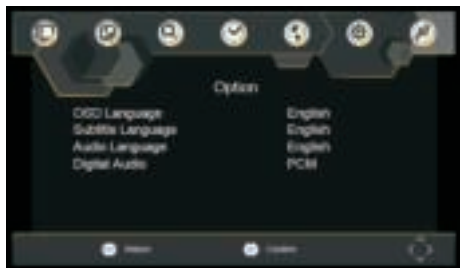 Option
OSD Language English
Subtitle Language English
Audio Language English
Digital Audio PCM